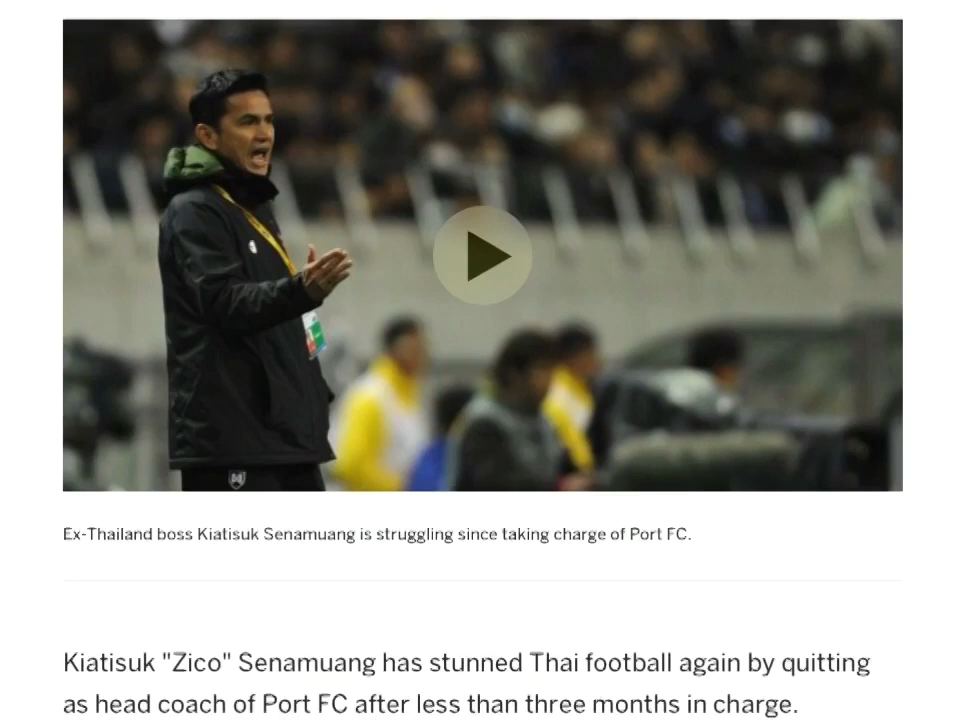 Ex-Thailand boss Kiatisuk Senamuang is struggling since taking charge of Port FC.
Kiatisuk "Zico" Senamuang has stunned Thai football again by quitting
as head coach of Port FC after less than three months in charge.